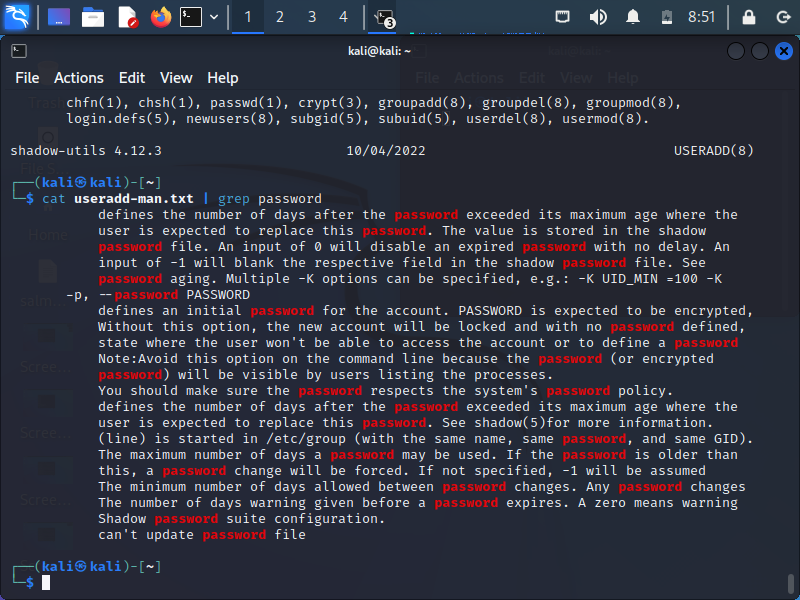 1 2 3 4 3 8:51
kali@kali: ~
File Actions Edit View Help
chfn(1), chsh(1), passwd(1), crypt(3), groupadd(8), groupdel(8), groupmod(8),
login.defs(5), newusers(8), subgid(5), subuid(5), userdel(8), usermod(8).
shadow-utils 4.12.3 10/04/2022 USERADD(8)
┌──(kali㉿kali)-[~]
└─$ cat useradd-man.txt | grep password
defines the number of days after the password exceeded its maximum age where the
user is expected to replace this password. The value is stored in the shadow
password file. An input of 0 will disable an expired password with no delay. An
input of -1 will blank the respective field in the shadow password file. See
password aging. Multiple -K options can be specified, e.g.: -K UID_MIN =100 -K
-p, --password PASSWORD
defines an initial password for the account. PASSWORD is expected to be encrypted,
Without this option, the new account will be locked and with no password defined,
state where the user won't be able to access the account or to define a password
Note:Avoid this option on the command line because the password (or encrypted
password) will be visible by users listing the processes.
You should make sure the password respects the system's password policy.
defines the number of days after the password exceeded its maximum age where the
user is expected to replace this password. See shadow(5)for more information.
(line) is started in /etc/group (with the same name, same password, and same GID).
The maximum number of days a password may be used. If the password is older than
this, a password change will be forced. If not specified, -1 will be assumed
The minimum number of days allowed between password changes. Any password changes
The number of days warning given before a password expires. A zero means warning
Shadow password suite configuration.
can't update password file
┌──(kali㉿kali)-[~]
└─$